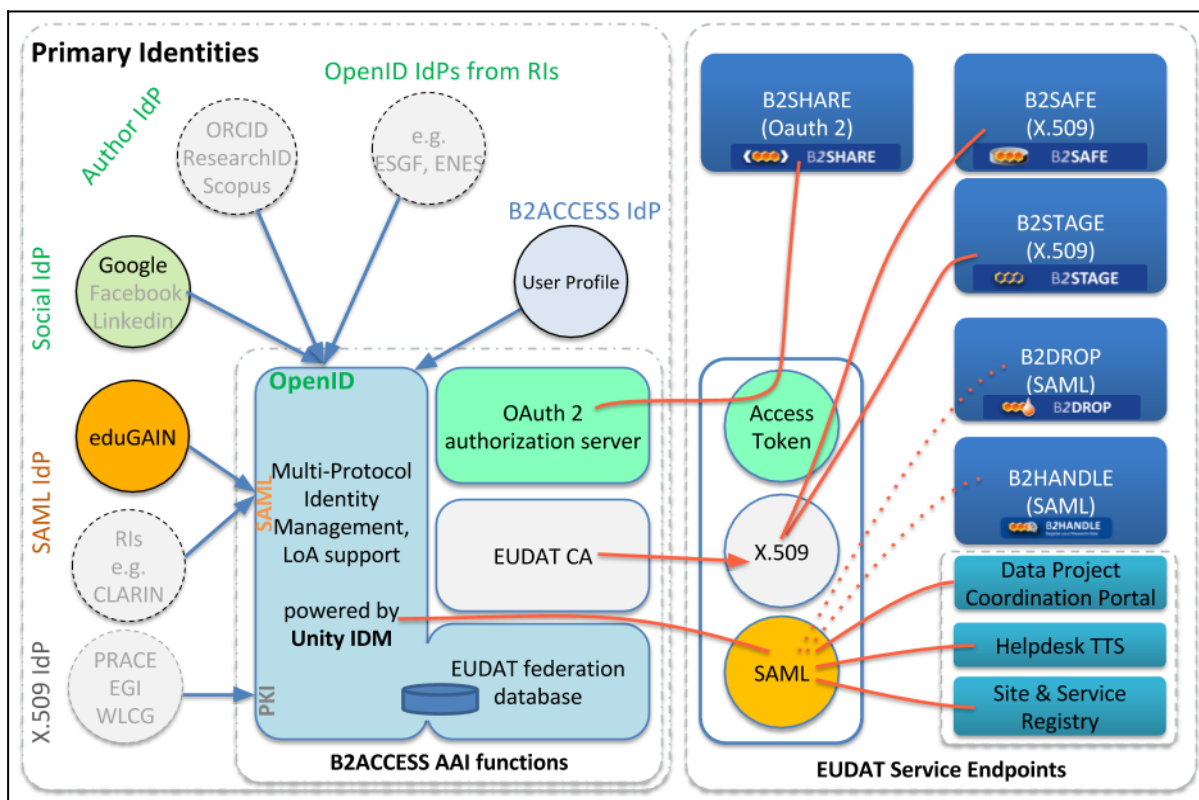 Primary Identities
Author IdP
OpenID IdPs from RIs
ORCID
ResearchID
Scopus
e.g.
ESGF, ENES
B2ACCESS IdP
User Profile
Social IdP
Google
Facebook
Linkedin
SAML IdP
eduGAIN
RIs
e.g.
CLARIN
X.509 IdP
PRACE
EGI
WLCG
OpenID
SAML
PKI
Multi-Protocol
Identity
Management,
LoA support
powered by
Unity IDM
OAuth 2
authorization server
EUDAT CA
EUDAT federation
database
B2ACCESS AAI functions
B2SHARE
(Oauth 2)
B2SHARE
B2SAFE
(X.509)
B2SAFE
B2STAGE
(X.509)
B2STAGE
B2DROP
(SAML)
B2DROP
B2HANDLE
(SAML)
B2HANDLE
Access
Token
X.509
SAML
Data Project
Coordination Portal
Helpdesk TTS
Site & Service
Registry
EUDAT Service Endpoints